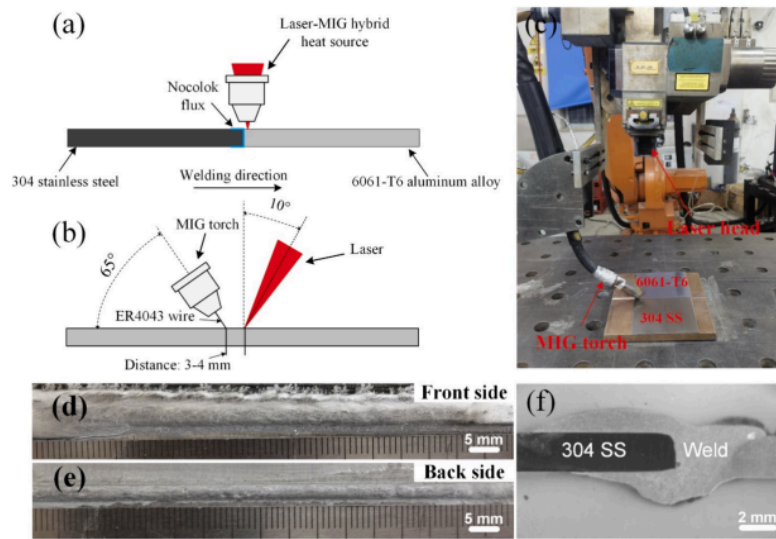 (a)
Laser-MIG hybrid
heat source
Nocolok
flux
304 stainless steel
Welding direction
6061-T6 aluminum alloy
(b)
10°
MIG torch
65°
Laser
ER4043 wire
Distance: 3-4 mm
(c)
Laser head
6061-T6
304 SS
MIG torch
(d)
Front side
5 mm
(e)
Back side
5 mm
(f)
304 SS
Weld
2 mm